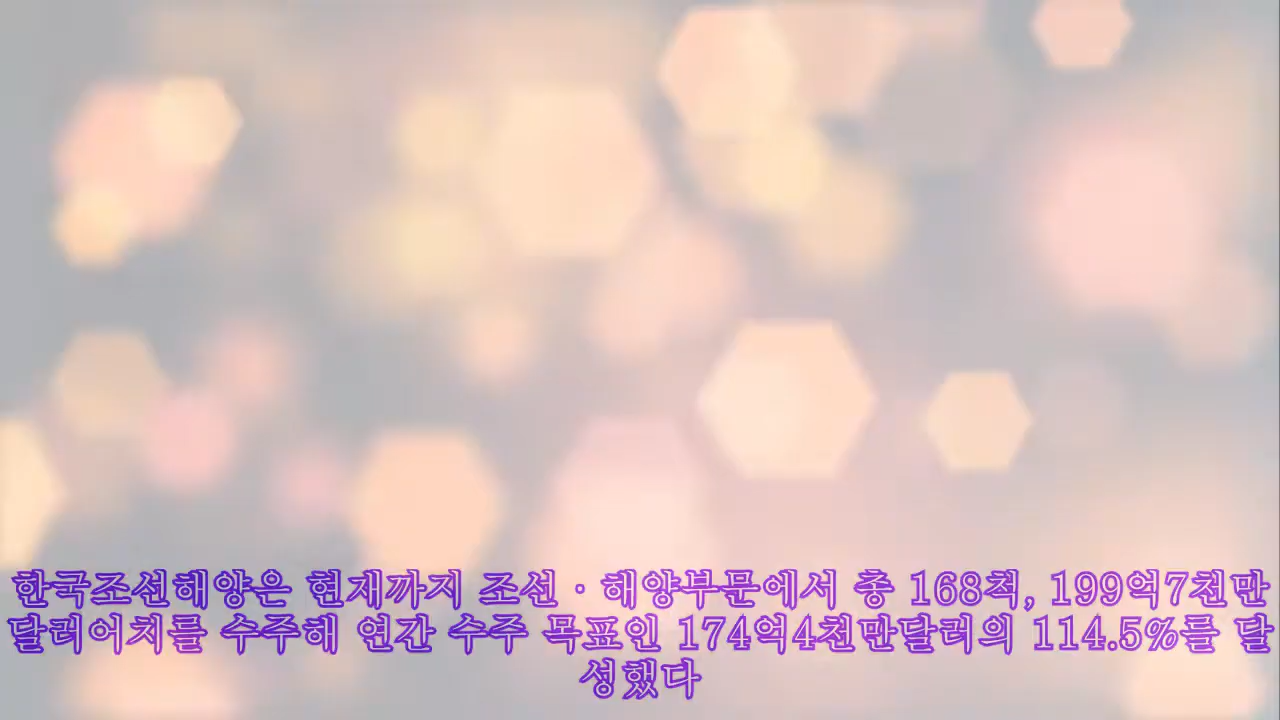 한국조선해양은 현재까지 조선·해양부문에서 총 168척, 199억7천만
달러어치를 수주해 연간 수주 목표인 174억4천만달러의 114.5%를 달
성했다